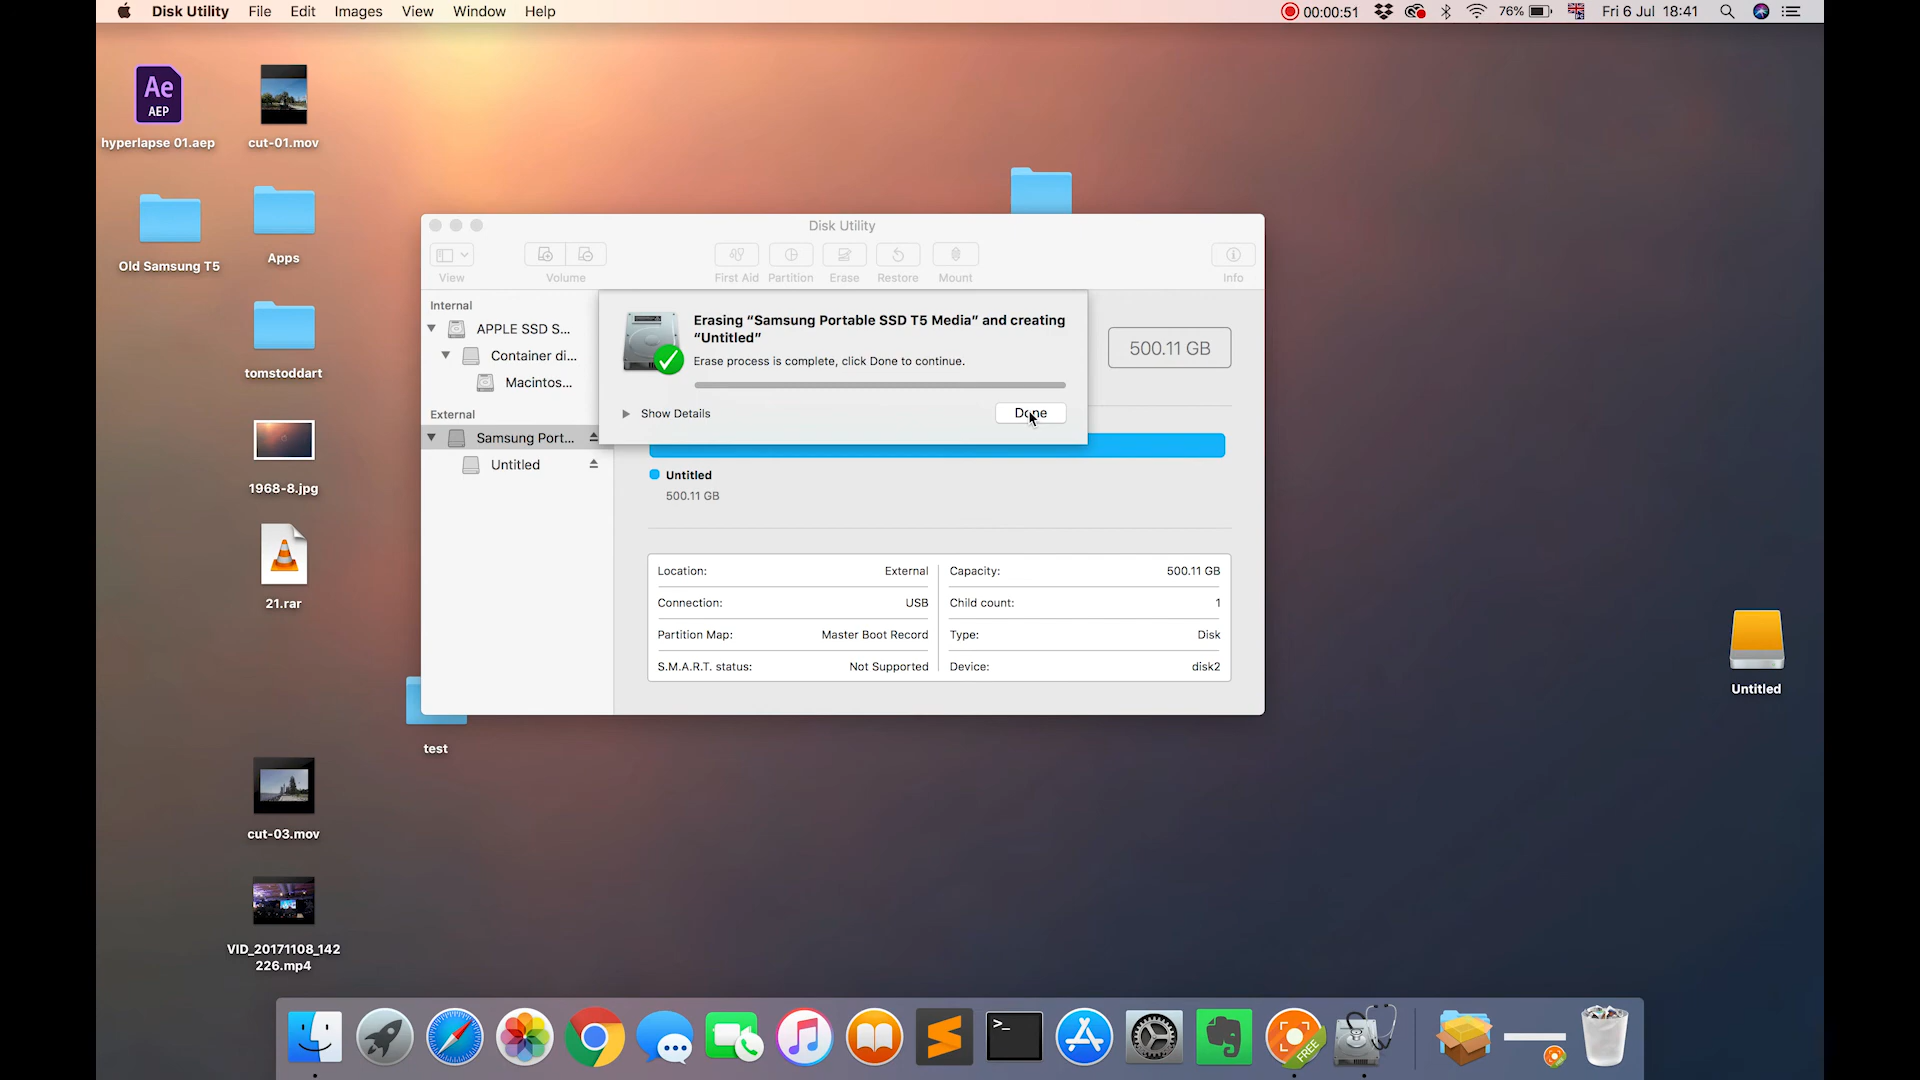 Disk Utility File Edit Images View Window Help
00:00:51 76% Fri 6 Jul 18:41
Ae
AEP
hyperlapse 01.aep
cut-01.mov
Old Samsung T5
Apps
tomstoddart
1968-8.jpg
21.rar
test
cut-03.mov
VID_20171108_142
226.mp4
Untitled
Disk Utility
View Volume First Aid Partition Erase Restore Mount Info
Internal
APPLE SSD S...
Container di...
Macintos...
External
Samsung Port...
Untitled
Erasing “Samsung Portable SSD T5 Media” and creating
“Untitled”
Erase process is complete, click Done to continue.
Show Details
Done
500.11 GB
Untitled
500.11 GB
Location: External
Connection: USB
Partition Map: Master Boot Record
S.M.A.R.T. status: Not Supported
Capacity: 500.11 GB
Child count: 1
Type: Disk
Device: disk2
>_
FREE